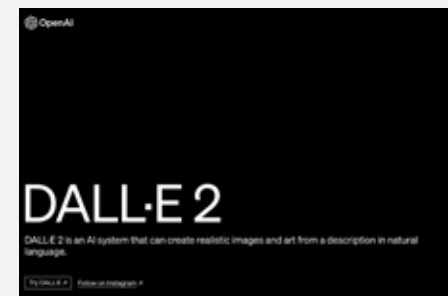 OpenAI
DALL·E 2
DALL·E 2 is an AI system that can create realistic images and art from a description in natural
language.
Try DALL·E ↗ Follow on Instagram ↗